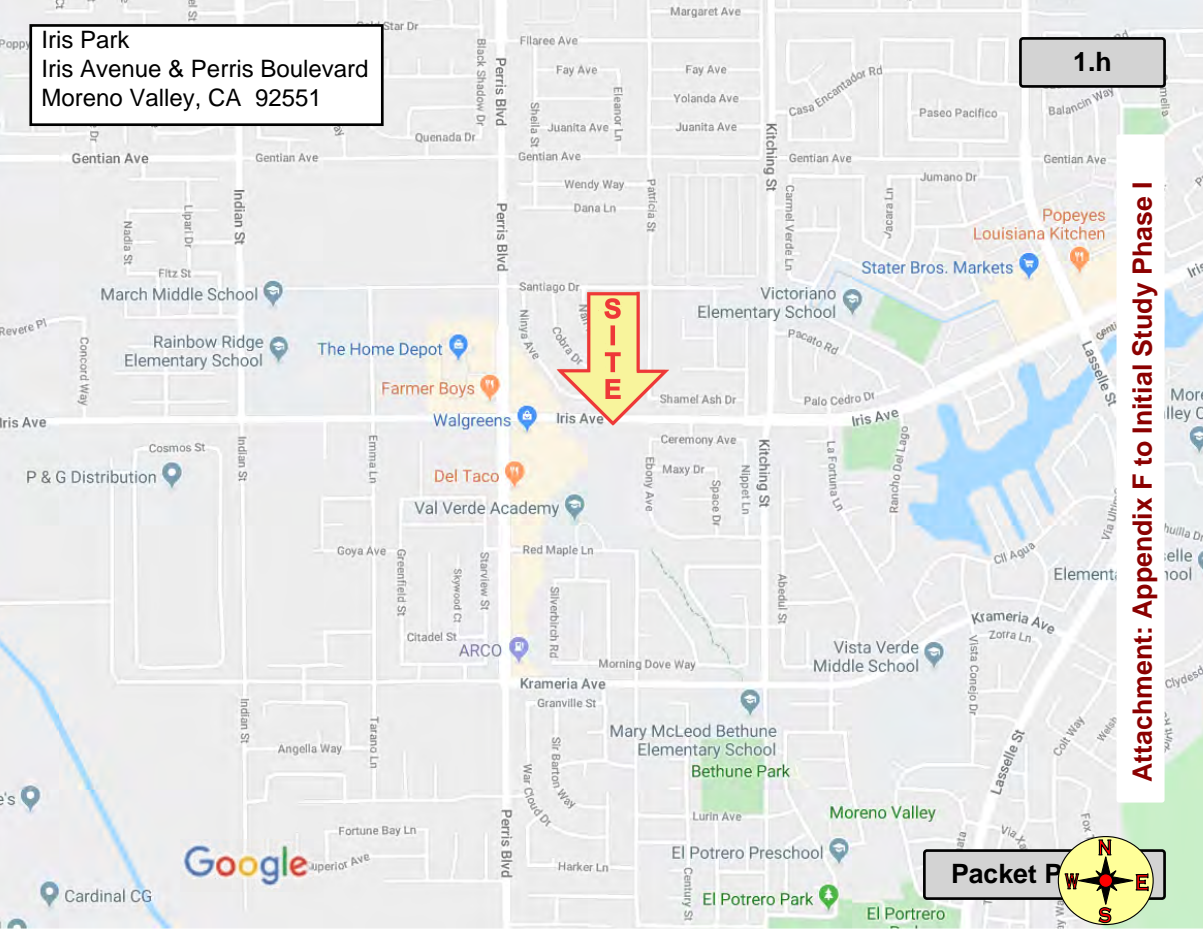 Iris Park
Iris Avenue & Perris Boulevard
Moreno Valley, CA 92551
1.h
Attachment: Appendix F to Initial Study Phase I
Margaret Ave
Star Dr
Filaree Ave
Black Shadow Dr
Perris Blvd
Fay Ave
Fay Ave
Eleanor Ln
Yolanda Ave
Casa Encantador Rd
Paseo Pacifico
Balancin Way
Sheila St
Juanita Ave
Juanita Ave
Kitching St
Quenada Dr
Gentian Ave
Gentian Ave
Gentian Ave
Gentian Ave
Gentian Ave
Jumano Dr
Wendy Way
Patricia St
Dana Ln
Indian St
Lipari Dr
Nadia St
Perris Blvd
Carmel Verde Ln
Jacara Ln
Popeyes
Louisiana Kitchen
Stater Bros. Markets
Fitz St
March Middle School
Santiago Dr
Victoriano
Elementary School
Revere Pl
Concord Way
Rainbow Ridge
Elementary School
The Home Depot
Ninya Ave
Cobra Dr
SITE
Pacato Rd
Farmer Boys
Shamel Ash Dr
Palo Cedro Dr
Lasselle St
Iris Ave
Walgreens
Iris Ave
Iris Ave
Cosmos St
Indian St
Emma Ln
Ceremony Ave
Kitching St
La Fortuna Ln
Rancho Del Lago
P & G Distribution
Del Taco
Ebony Ave
Maxy Dr
Space Dr
Nippet Ln
Val Verde Academy
Goya Ave
Greenfield St
Skywood Ct
Starview St
Red Maple Ln
Silverbirch Rd
Abedul St
Cll Agua
Citadel St
ARCO
Morning Dove Way
Vista Verde
Middle School
Krameria Ave
Zotra Ln
Vista Conejo Dr
Krameria Ave
Granville St
Indian St
Tarano Ln
Angella Way
Sir Barton Way
War Cloud Dr
Mary McLeod Bethune
Elementary School
Bethune Park
Lasselle St
Colt Way
Moreno Valley
Lurin Ave
Fortune Bay Ln
Perris Blvd
Google
Harker Ln
El Potrero Preschool
Century St
Cardinal CG
El Potrero Park
El Portrero
Packet P
N
W
E
S